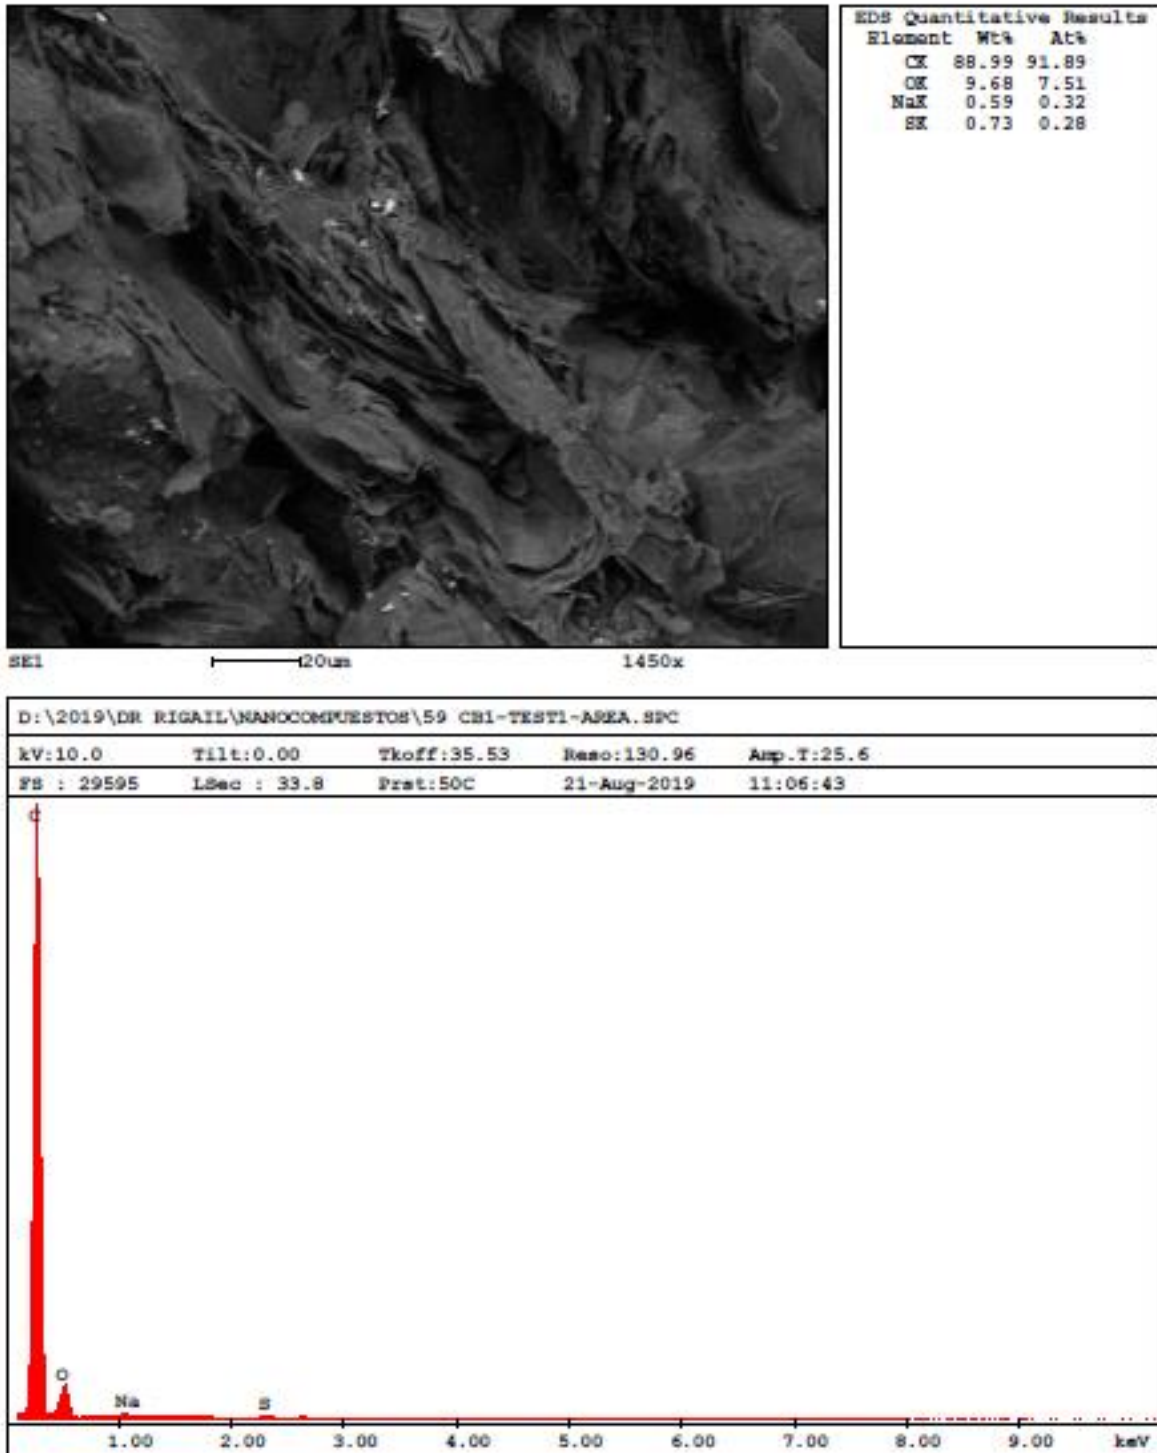 EDS Quantitative Results
Element Wt% At%
CK 88.99 91.89
OK 9.68 7.51
NaK 0.59 0.32
SK 0.73 0.28
SE1 20um 1450x
D:\2019\DR RIGAIL\NANOCOMPUESTOS\59 CB1-TEST1-AREA.SPC
kV:10.0 Tilt:0.00 Tkoff:35.53 Reso:130.96 Amp.T:25.6
FS : 29595 LSec : 33.8 Prst:50C 21-Aug-2019 11:06:43
C
O
Na S
1.00 2.00 3.00 4.00 5.00 6.00 7.00 8.00 9.00 keV